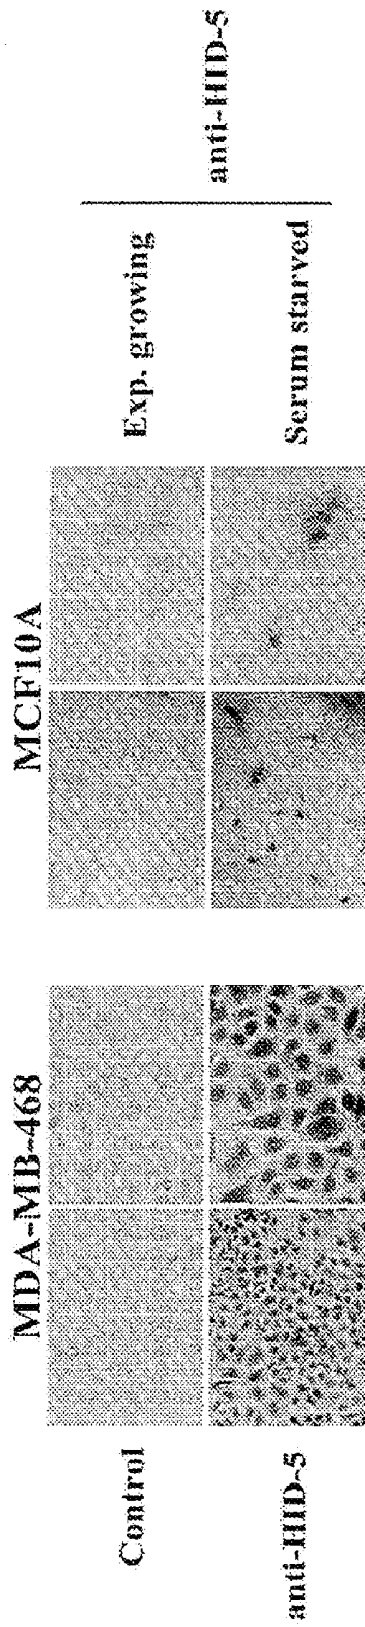 MDA-MB-468
MCF10A
Control
Exp. growing
anti-HID-5
Serum starved
anti-HID-5